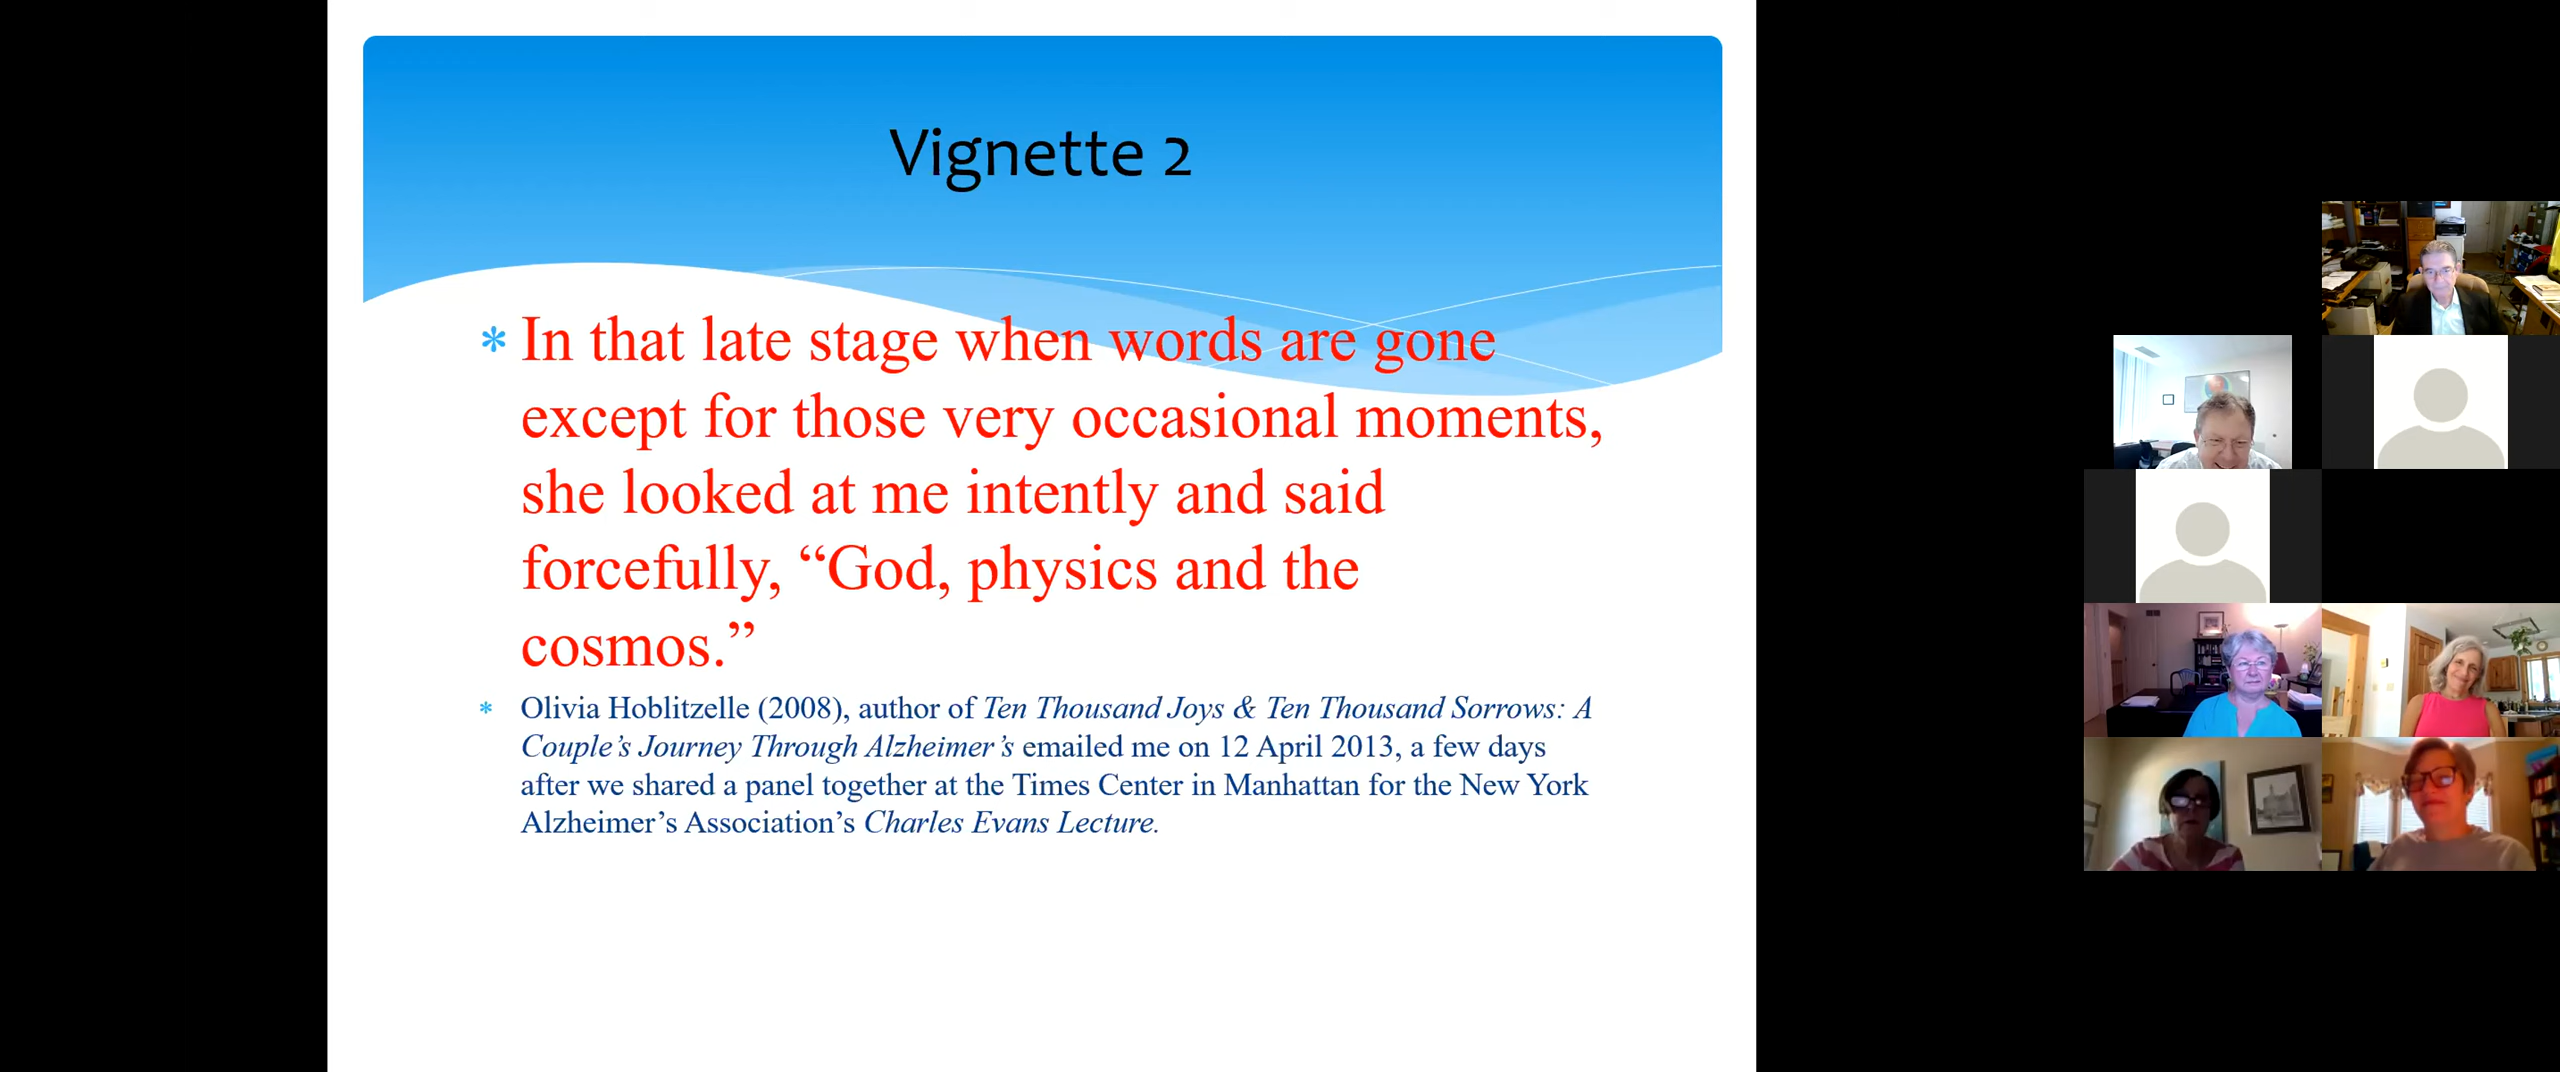 Vignette 2
* In that late stage when words are gone
except for those very occasional moments,
she looked at me intently and said
forcefully, “God, physics and the
cosmos.”
* Olivia Hoblitzelle (2008), author of Ten Thousand Joys & Ten Thousand Sorrows: A
Couple’s Journey Through Alzheimer’s emailed me on 12 April 2013, a few days
after we shared a panel together at the Times Center in Manhattan for the New York
Alzheimer’s Association’s Charles Evans Lecture.